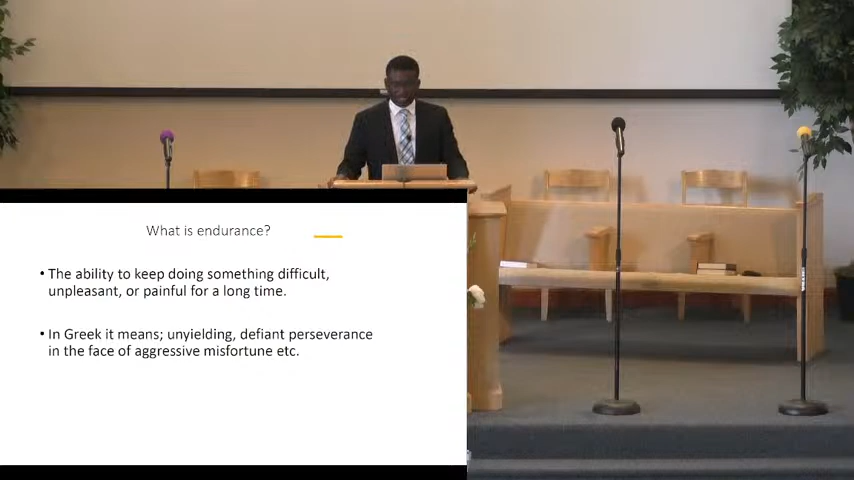 What is endurance?
• The ability to keep doing something difficult,
unpleasant, or painful for a long time.
• In Greek it means; unyielding, defiant perseverance
in the face of aggressive misfortune etc.